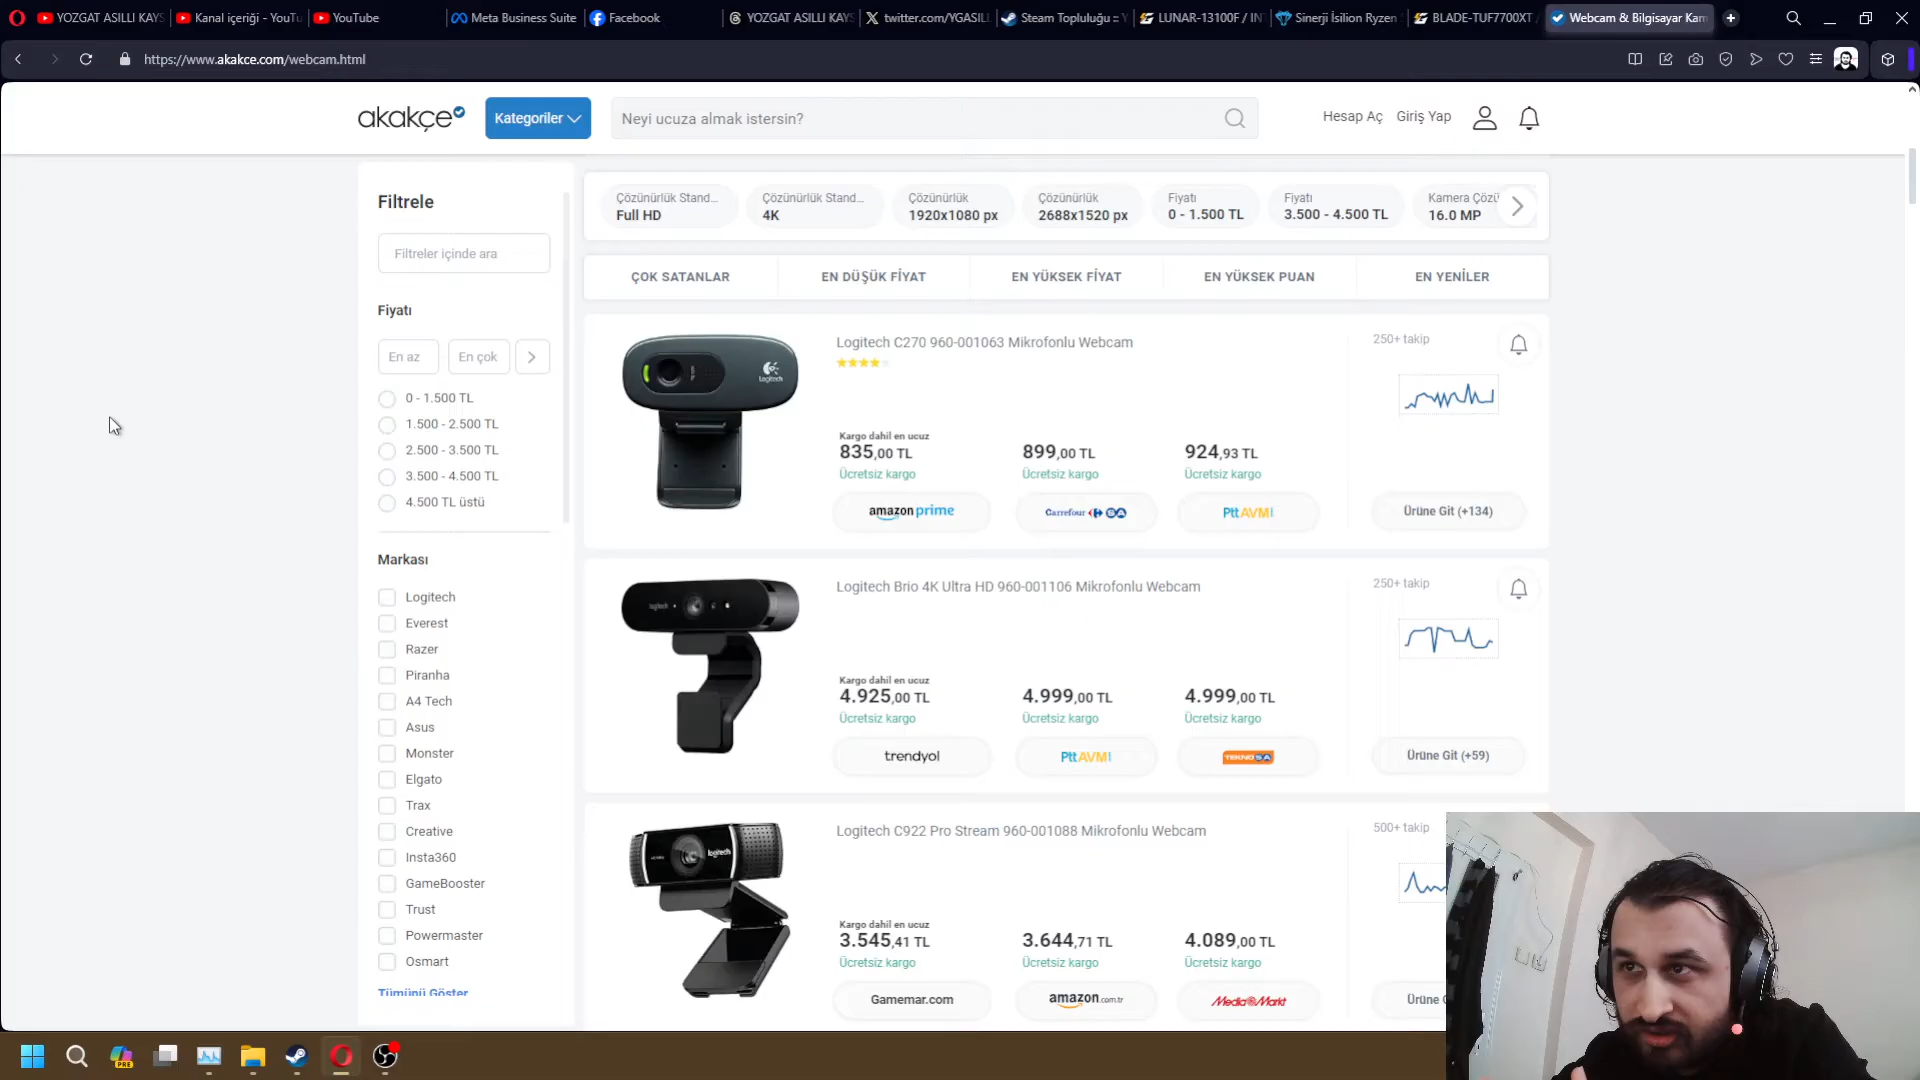 YOZGAT ASILLI KAYS
Kanal içeriği - YouTu
YouTube
Meta Business Suite
Facebook
YOZGAT ASILLI KAYS
twitter.com/YGASILL
Steam Topluluğu :: Y
LUNAR-13100F / IN
Sinerji İsilion Ryzen
BLADE-TUF7700XT /
Webcam & Bilgisayar Kam
https://www.akakce.com/webcam.html
akakçe
Kategoriler
Neyi ucuza almak istersin?
Hesap Aç
Giriş Yap
Filtrele
Filtreler içinde ara
Fiyatı
En az
En çok
0 - 1.500 TL
1.500 - 2.500 TL
2.500 - 3.500 TL
3.500 - 4.500 TL
4.500 TL üstü
Markası
Logitech
Everest
Razer
Piranha
A4 Tech
Asus
Monster
Elgato
Trax
Creative
Insta360
GameBooster
Trust
Powermaster
Osmart
Tümünü Göster
Çözünürlük Stand...
Full HD
Çözünürlük Stand...
4K
Çözünürlük
1920x1080 px
Çözünürlük
2688x1520 px
Fiyatı
0 - 1.500 TL
Fiyatı
3.500 - 4.500 TL
Kamera Çözü
16.0 MP
ÇOK SATANLAR
EN DÜŞÜK FİYAT
EN YÜKSEK FİYAT
EN YÜKSEK PUAN
EN YENİLER
Logitech
Logitech C270 960-001063 Mikrofonlu Webcam
250+ takip
Kargo dahil en ucuz
835,00 TL
Ücretsiz kargo
amazon prime
899,00 TL
Ücretsiz kargo
Carrefour SA
924,93 TL
Ücretsiz kargo
PttAVM
Ürüne Git (+134)
logitech
Logitech Brio 4K Ultra HD 960-001106 Mikrofonlu Webcam
250+ takip
Kargo dahil en ucuz
4.925,00 TL
Ücretsiz kargo
trendyol
4.999,00 TL
Ücretsiz kargo
PttAVM
4.999,00 TL
Ücretsiz kargo
TEKNOSA
Ürüne Git (+59)
logitech
Logitech C922 Pro Stream 960-001088 Mikrofonlu Webcam
500+ takip
Kargo dahil en ucuz
3.545,41 TL
Ücretsiz kargo
Gamemar.com
3.644,71 TL
Ücretsiz kargo
amazon.com.tr
4.089,00 TL
Ücretsiz kargo
MediaMarkt
Ürüne
PRE